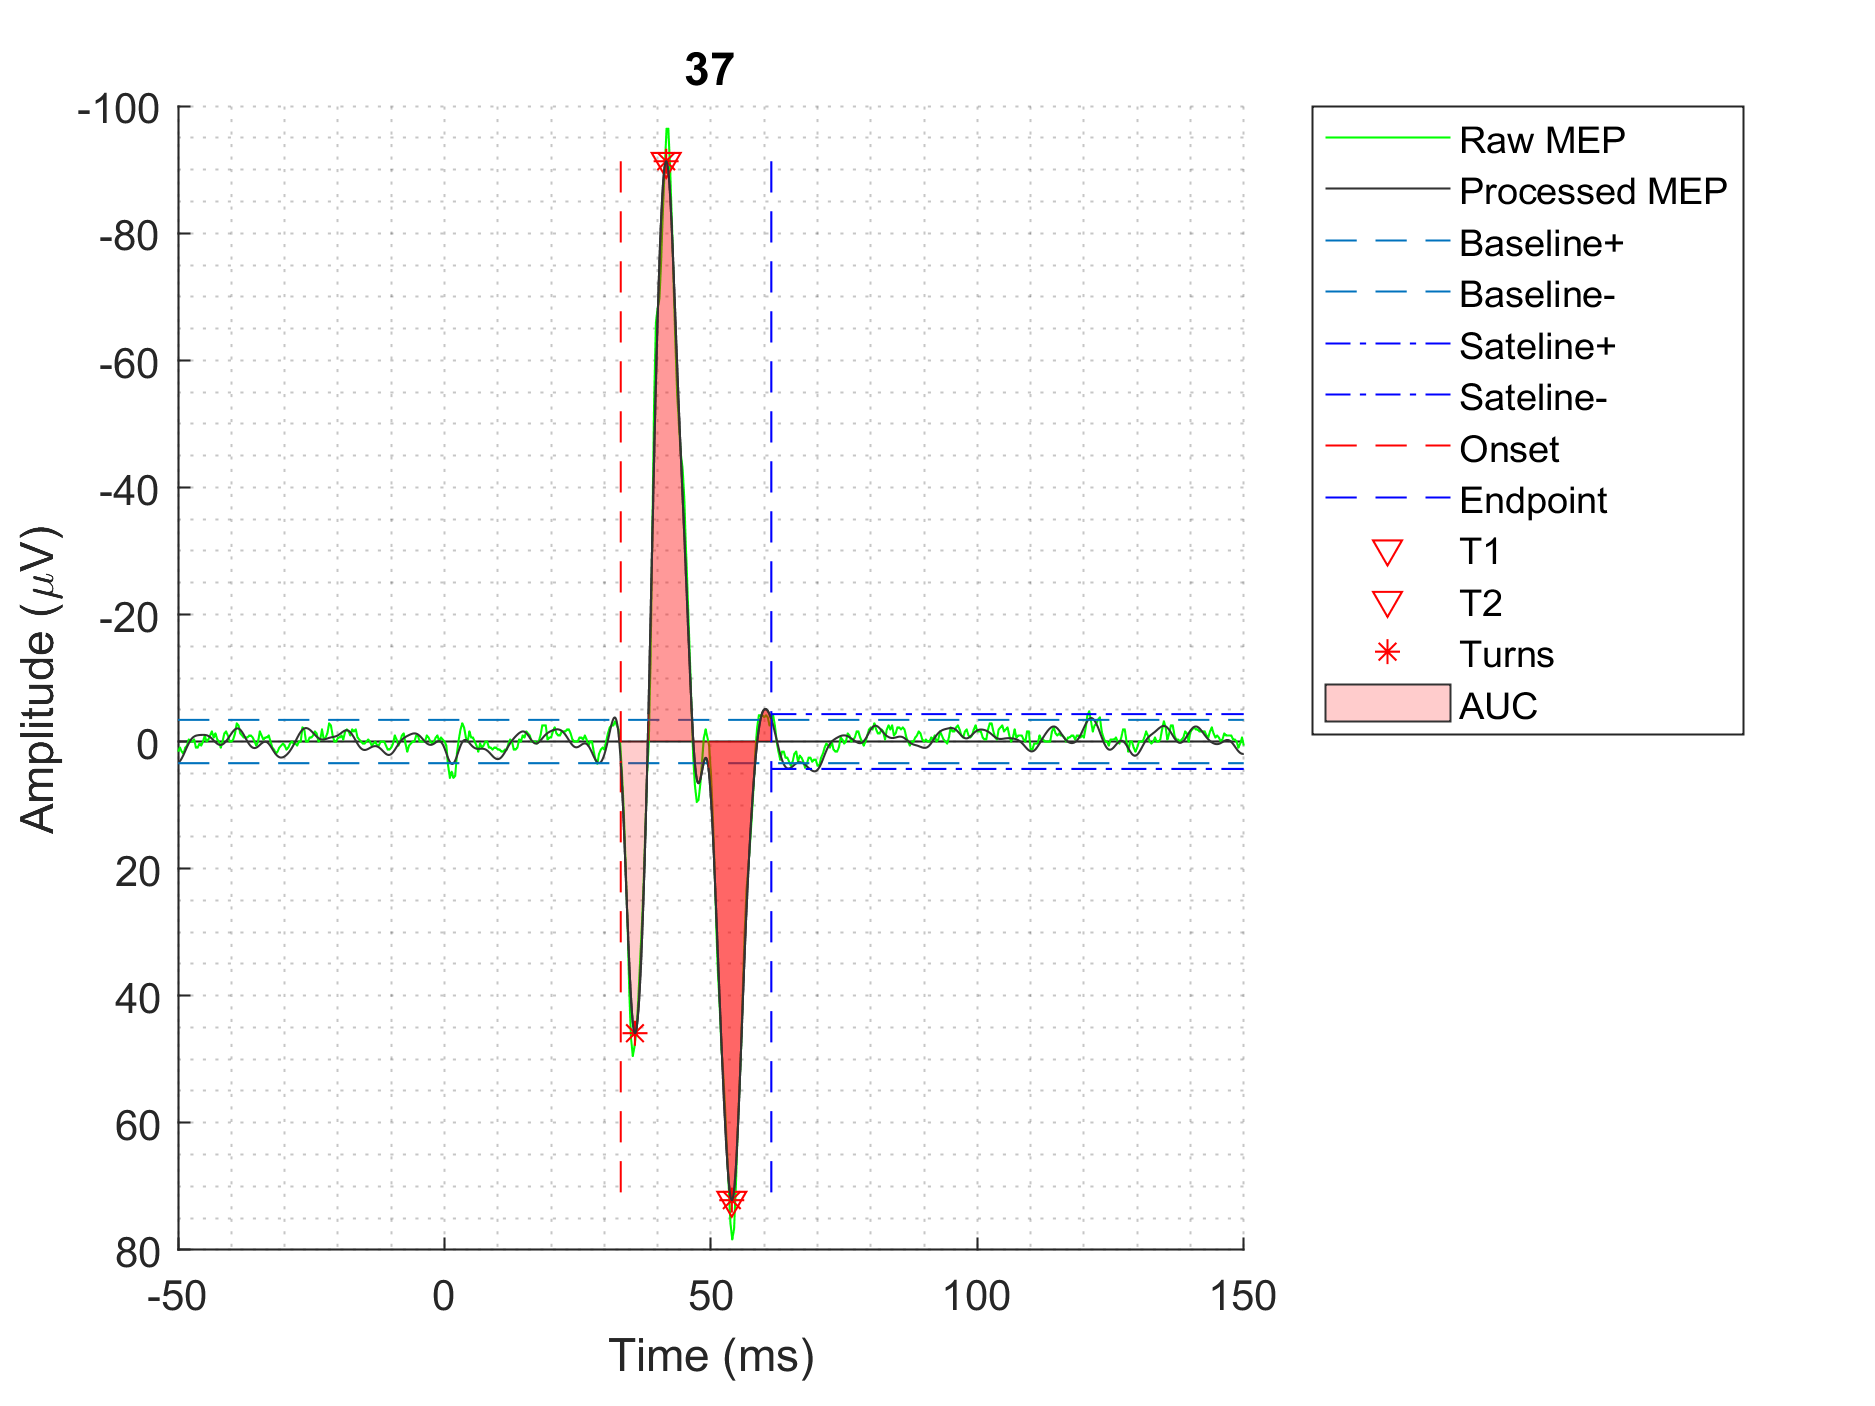 37
-100
-80
-60
-40
-20
0
20
40
60
80
-50 0 50 100 150
Amplitude (μV)
Time (ms)
Raw MEP
Processed MEP
Baseline+
Baseline-
Sateline+
Sateline-
Onset
Endpoint
T1
T2
Turns
AUC